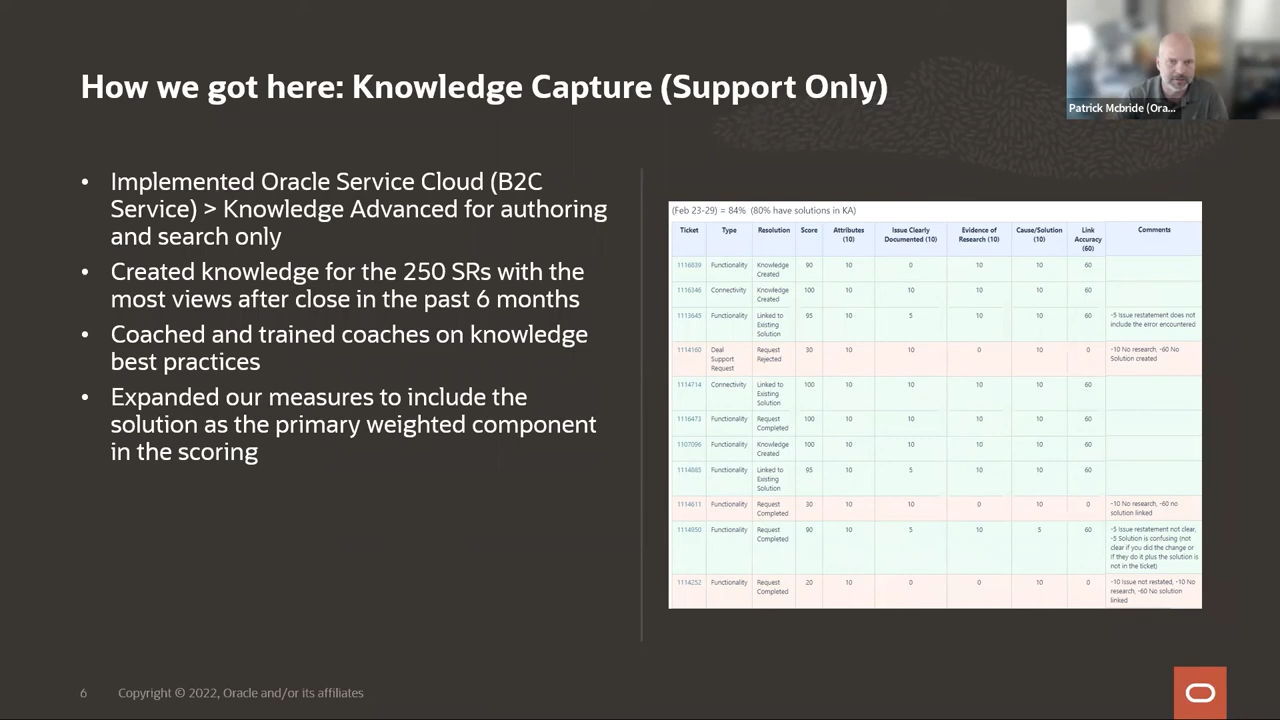 How we got here: Knowledge Capture (Support Only)
Patrick Mcbride (Ora...
• Implemented Oracle Service Cloud (B2C
Service) > Knowledge Advanced for authoring
and search only
• Created knowledge for the 250 SRs with the
most views after close in the past 6 months
• Coached and trained coaches on knowledge
best practices
• Expanded our measures to include the
solution as the primary weighted component
in the scoring
(Feb 23-29) = 84% (80% have solutions in KA)
Ticket Type Resolution Score Attributes (10) Issue Clearly Documented (10) Evidence of Research (10) Cause/Solution (10) Link Accuracy (60) Comments
1116839 Functionality Knowledge Created 90 10 0 10 10 60
1116346 Connectivity Knowledge Created 100 10 10 10 10 60
1113645 Functionality Linked to Existing Solution 95 10 5 10 10 60 -5 Issue restatement does not include the error encountered
1114160 Deal Support Request Request Rejected 30 10 10 0 10 0 -10 No research, -60 No Solution created
1114714 Connectivity Linked to Existing Solution 100 10 10 10 10 60
1116473 Functionality Request Completed 100 10 10 10 10 60
1107096 Functionality Knowledge Created 100 10 10 10 10 60
1114885 Functionality Linked to Existing Solution 95 10 5 10 10 60
1114611 Functionality Request Completed 30 10 10 0 10 0 -10 No research, -60 no solution linked
1114950 Functionality Request Completed 90 10 5 10 5 60 -5 Issue restatement not clear, -5 Solution is confusing (not clear if you did the change or if they do it plus the solution is not in the ticket)
1114252 Functionality Request Completed 20 10 0 0 10 0 -10 Issue not restated, -10 No research, -60 No solution linked
6 Copyright © 2022, Oracle and/or its affiliates